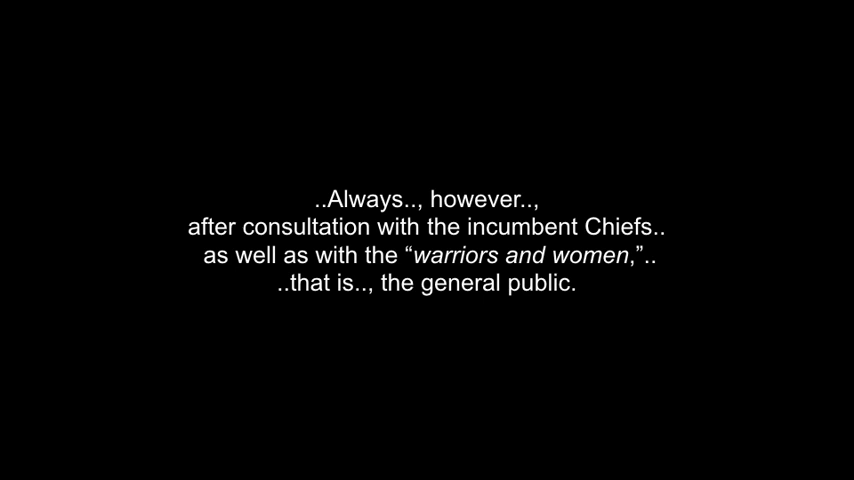 ..Always.., however..,
after consultation with the incumbent Chiefs..
as well as with the “warriors and women,”..
..that is.., the general public.